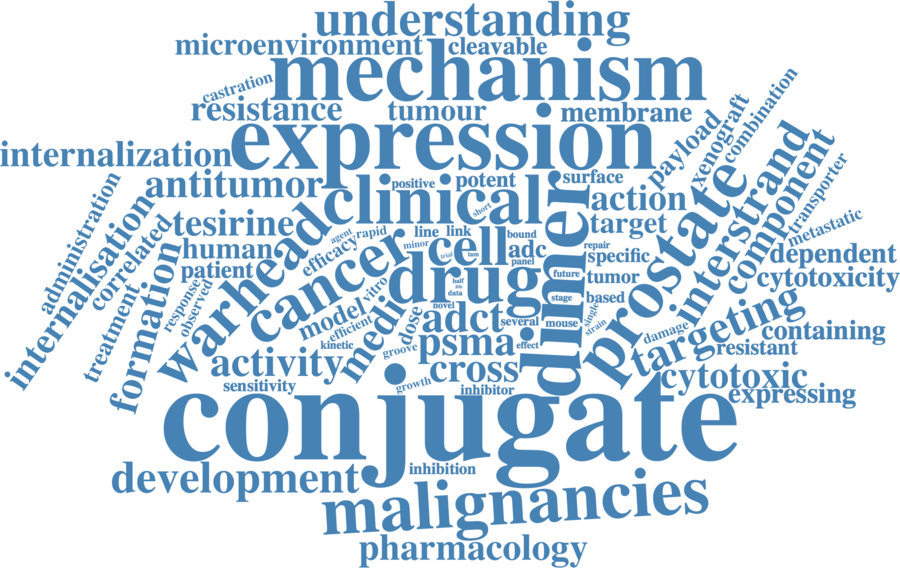 understanding
microenvironment
cleavable
mechanism
castration
resistance
tumour
membrane
expression
internalization
payload
xenograft
combination
antitumor
positive
potent
surface
clinical
short
action
target
administration
internalisation
correlated
tesirine
human
patient
agent
rapid
efficacy
line
link
minor
bound
cell
trial
tam
adc
panel
repair
specific
dimer
prostate
interstrand
component
transporter
metastatic
dependent
cytotoxicity
formation
treatment
response
observed
warhead
cancer
vitro
model
efficient
kinetic
drug
half
life
data
future
stage
tumor
based
single
strain
novel
medi
dose
adct
several
mouse
groove
psma
effect
damage
targeting
containing
resistant
activity
sensitivity
growth
cross
inhibitor
cytotoxic
expressing
conjugate
development
inhibition
malignancies
pharmacology